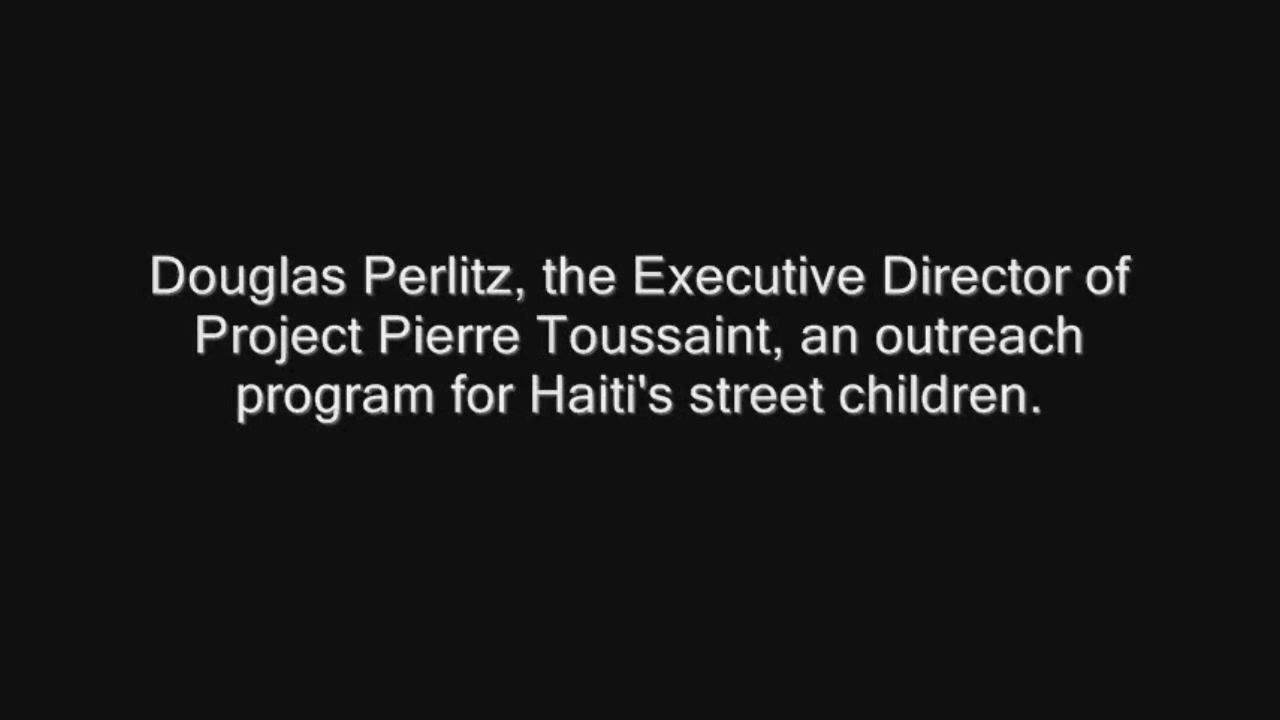 Douglas Perlitz, the Executive Director of
Project Pierre Toussaint, an outreach
program for Haiti's street children.